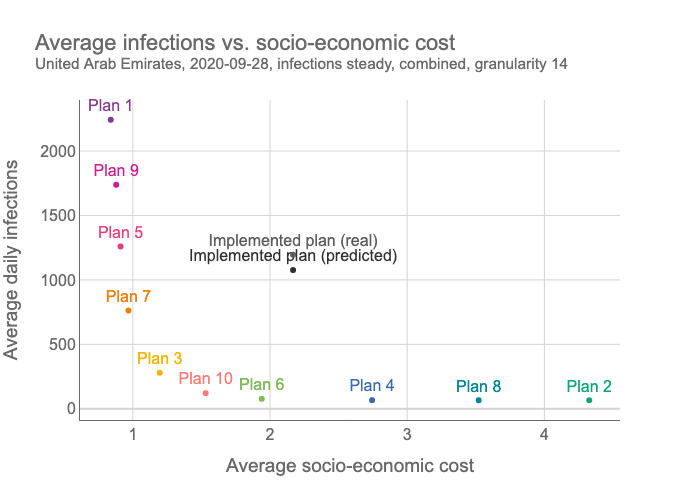 Average infections vs. socio-economic cost
United Arab Emirates, 2020-09-28, infections steady, combined, granularity 14
Plan 1
2000
Plan 9
1500
Plan 5
Implemented plan (real)
Implemented plan (predicted)
1000
Plan 7
500
Plan 3
Plan 10
Plan 6
Plan 4
Plan 8
Plan 2
0
1
2
3
4
Average daily infections
Average socio-economic cost